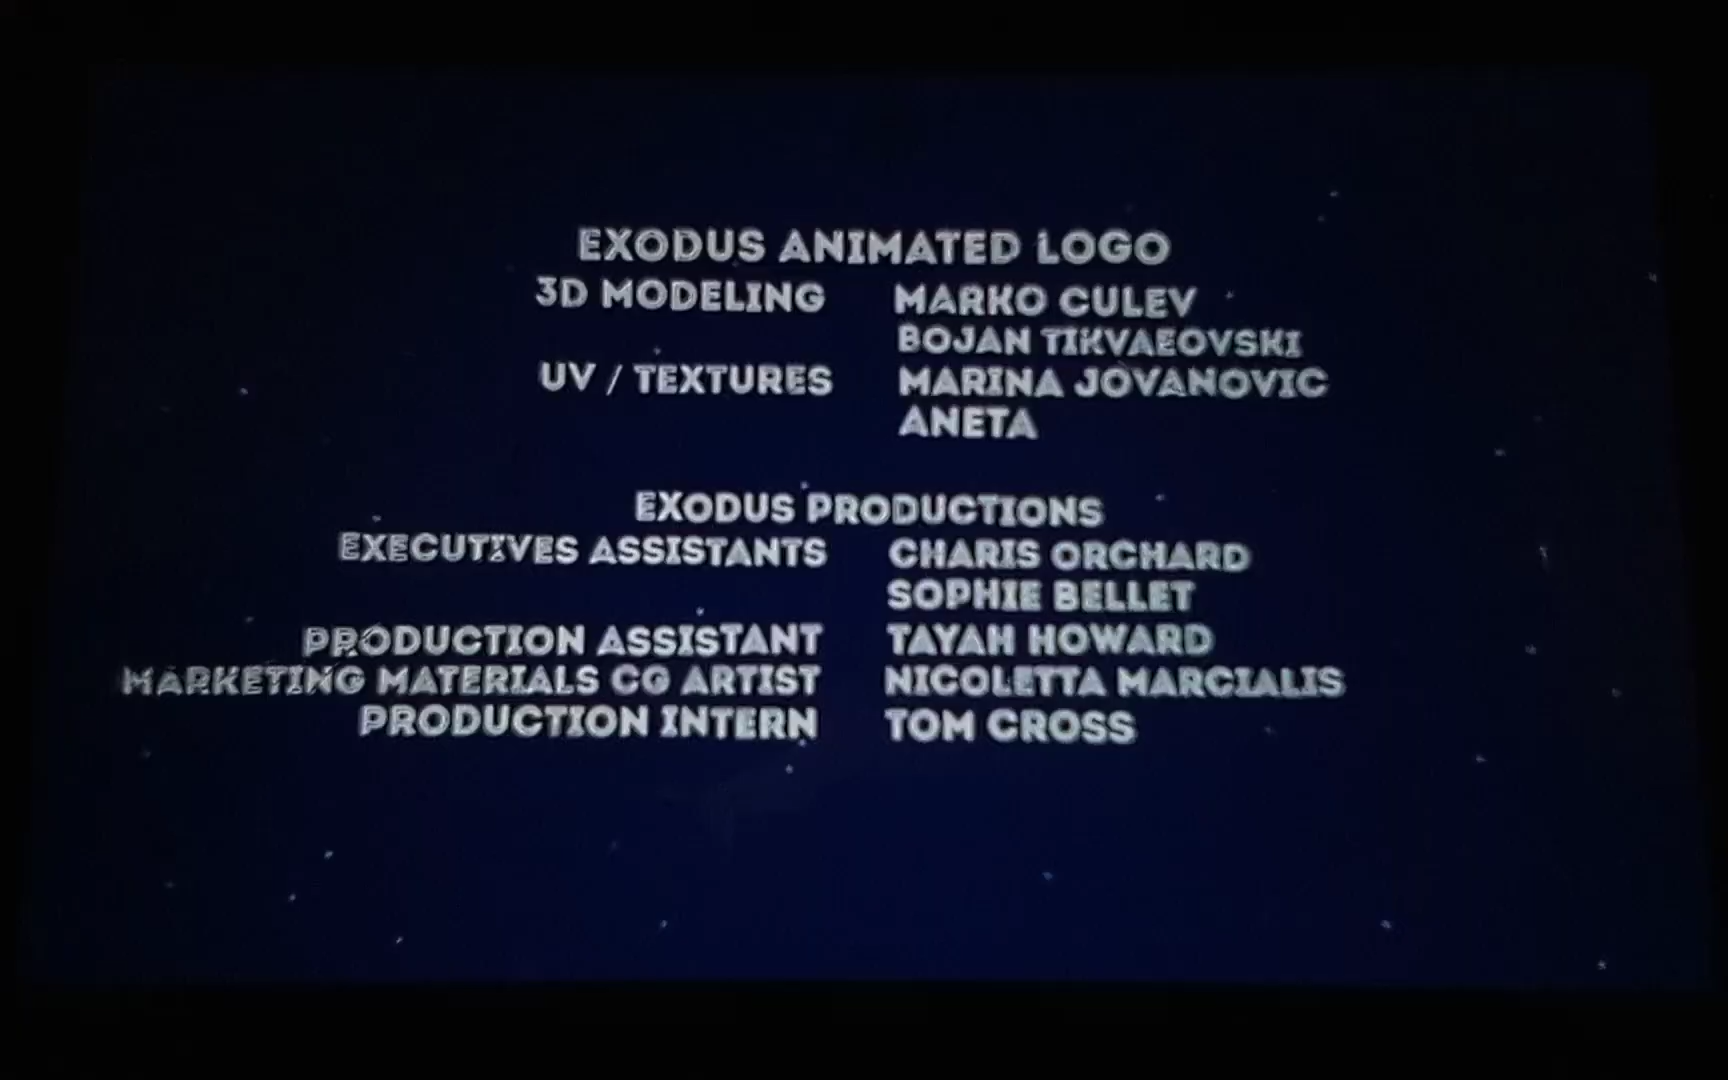 EXODUS ANIMATED LOGO
3D MODELING MARKO CULEV
BOJAN TIKVAEOVSKI
UV / TEXTURES MARINA JOVANOVIC
ANETA
EXODUS PRODUCTIONS
EXECUTIVES ASSISTANTS CHARIS ORCHARD
SOPHIE BELLET
PRODUCTION ASSISTANT TAYAH HOWARD
MARKETING MATERIALS CG ARTIST NICOLETTA MARCIALIS
PRODUCTION INTERN TOM CROSS